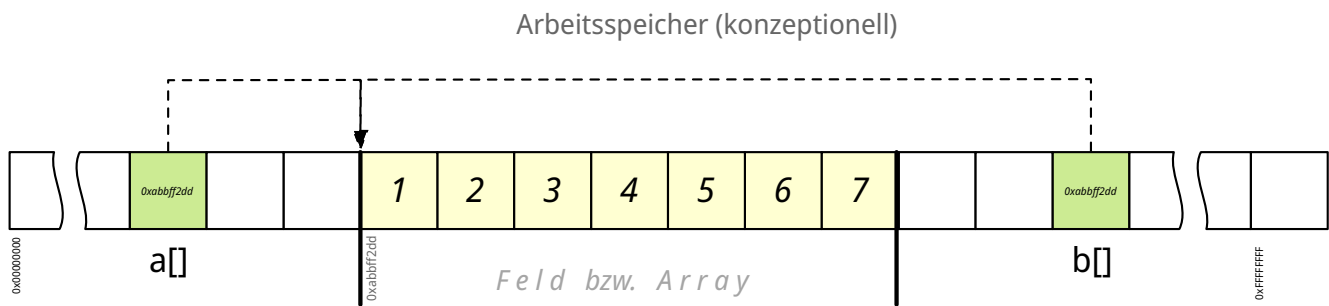 Arbeitsspeicher (konzeptionell)
0xabbff2dd 1 2 3 4 5 6 7 0xabbff2dd
a[] b[]
0x00000000 0xabbff2dd 0xFFFFFFFF
Feld bzw. Array